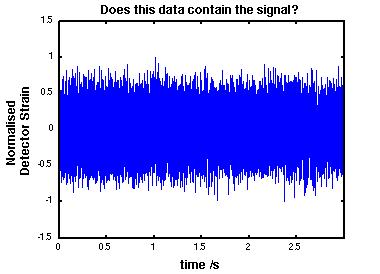 Does this data contain the signal?
1.5
1
0.5
0
-0.5
-1
-1.5
Normalised
Detector Strain
0 0.5 1 1.5 2 2.5
time /s